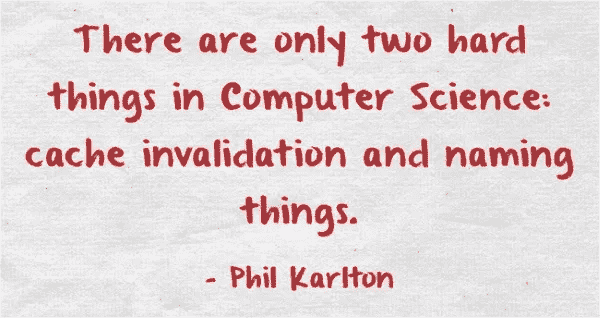 There are only two hard
things in Computer Science:
cache invalidation and naming
things.
- Phil Karlton